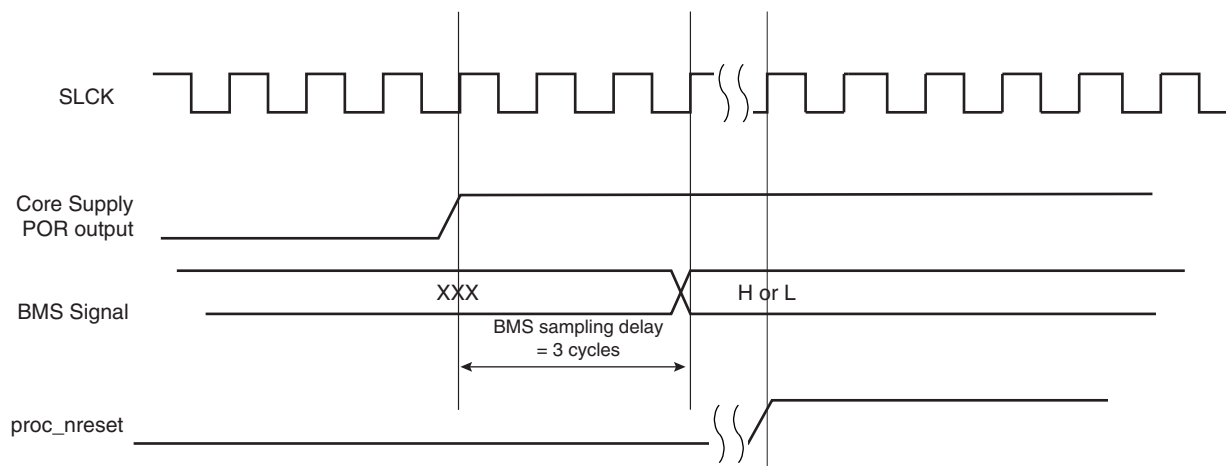 SLCK
Core Supply
POR output
BMS Signal
XXX
H or L
BMS sampling delay
= 3 cycles
proc_nreset